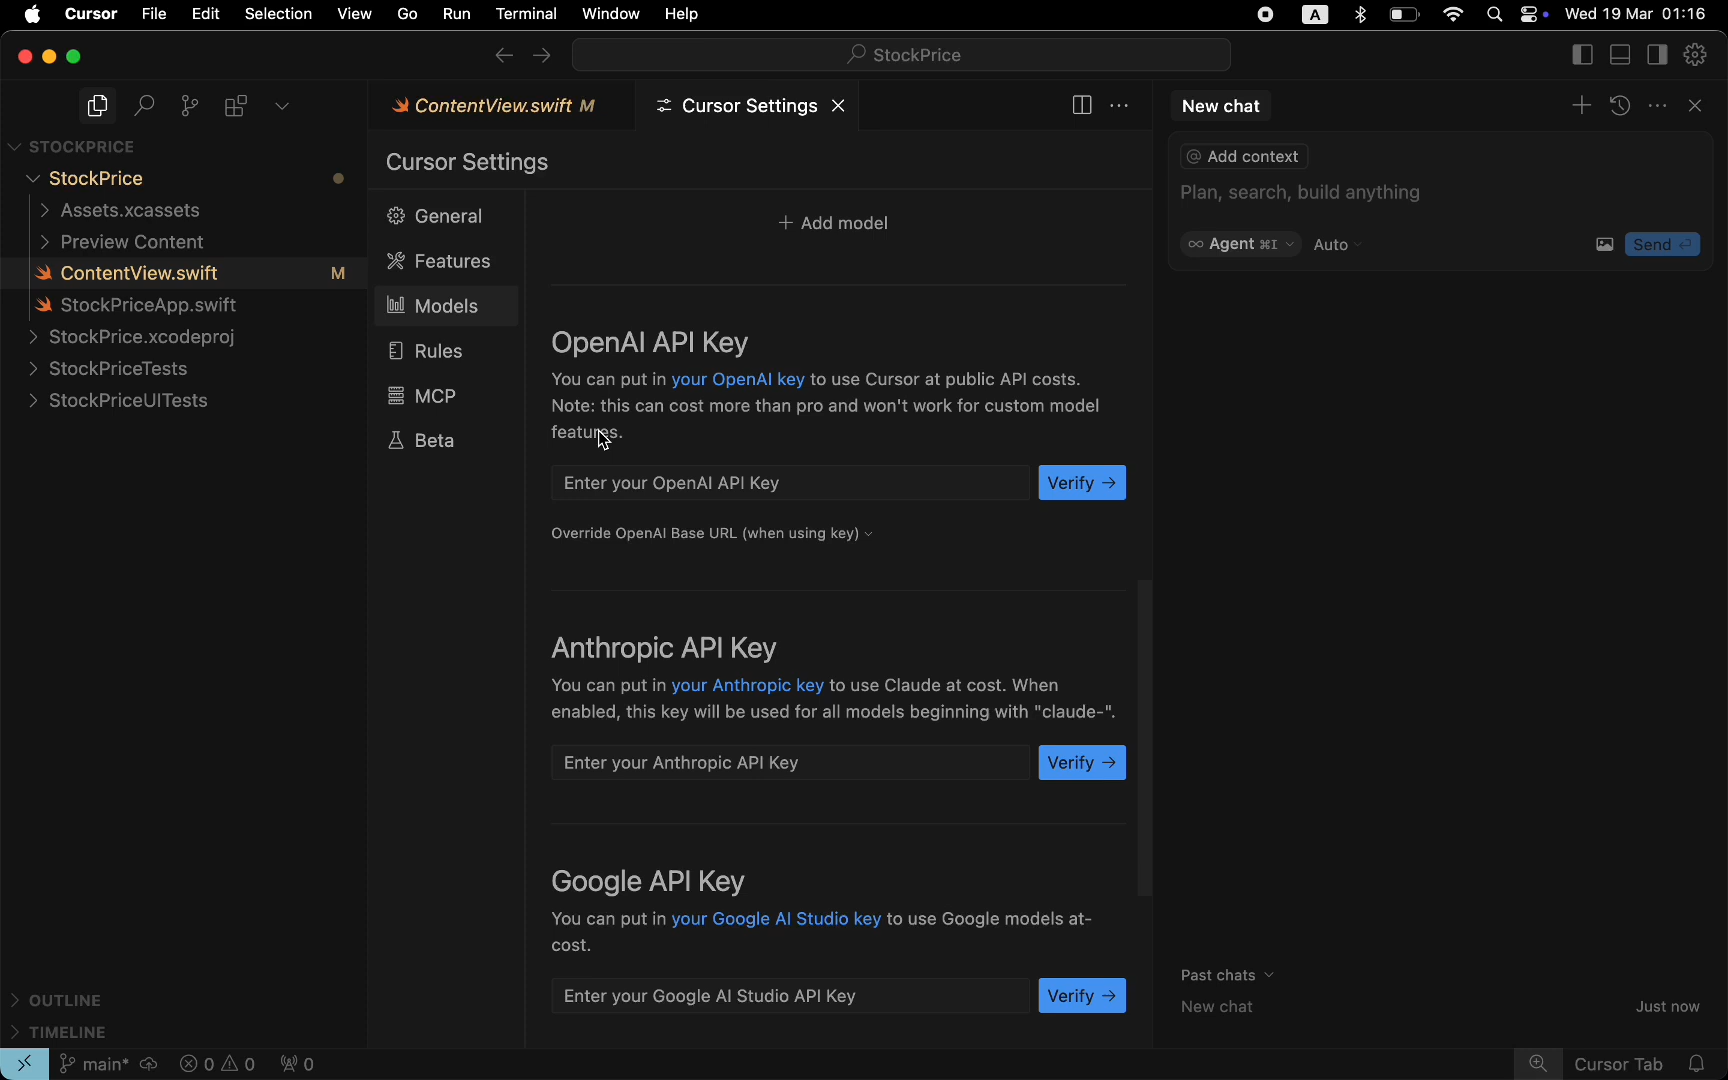 Cursor File Edit Selection View Go Run Terminal Window Help A Wed 19 Mar 01:16
StockPrice
ContentView.swift M Cursor Settings
New chat
STOCKPRICE
StockPrice
Assets.xcassets
Preview Content
ContentView.swift M
StockPriceApp.swift
StockPrice.xcodeproj
StockPriceTests
StockPriceUITests
OUTLINE
TIMELINE
Cursor Settings
General
Features
Models
Rules
MCP
Beta
+ Add model
OpenAI API Key
You can put in your OpenAI key to use Cursor at public API costs.
Note: this can cost more than pro and won't work for custom model
features.
Enter your OpenAI API Key Verify →
Override OpenAI Base URL (when using key)
Anthropic API Key
You can put in your Anthropic key to use Claude at cost. When
enabled, this key will be used for all models beginning with "claude-".
Enter your Anthropic API Key Verify →
Google API Key
You can put in your Google AI Studio key to use Google models at-
cost.
Enter your Google AI Studio API Key Verify →
@ Add context
Plan, search, build anything
∞ Agent ⌘I Auto Send ⏎
Past chats
New chat Just now
main* 0 0 0 Cursor Tab